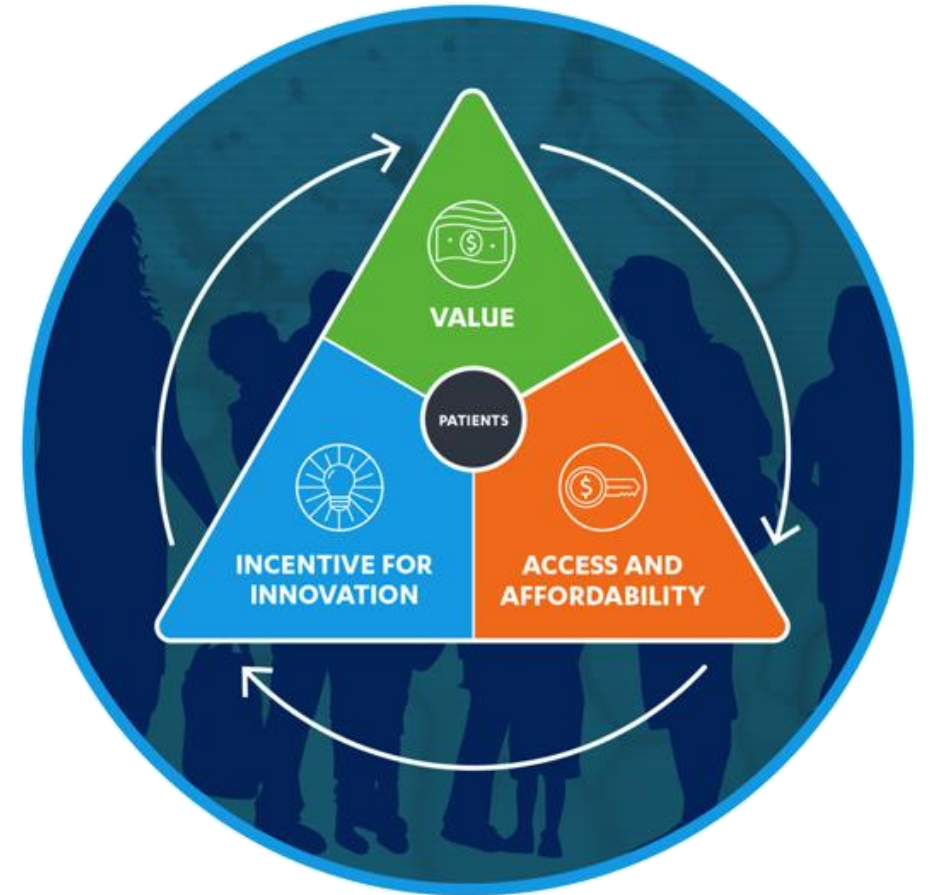 $
VALUE
PATIENTS
$
INCENTIVE FOR
INNOVATION
ACCESS AND
AFFORDABILITY